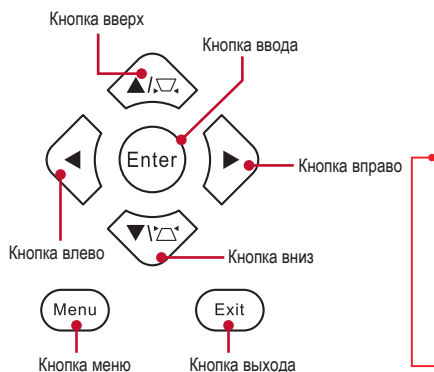 Кнопка вверх
Кнопка ввода
Enter
Кнопка вправо
Кнопка влево
Кнопка вниз
Menu
Exit
Кнопка меню
Кнопка выхода